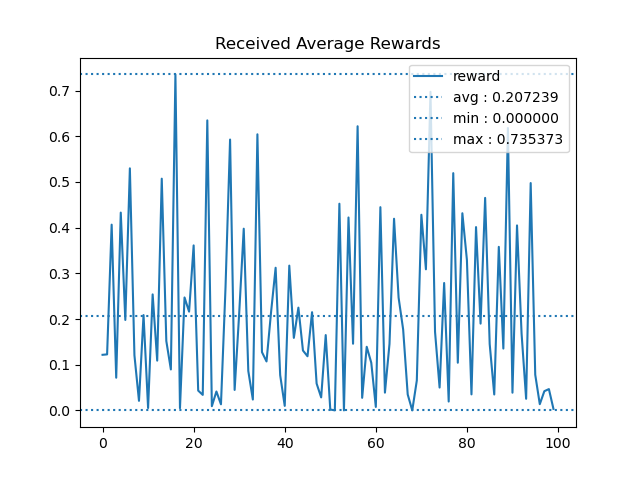 Received Average Rewards
reward
avg : 0.207239
min : 0.000000
max : 0.735373
0.7
0.6
0.5
0.4
0.3
0.2
0.1
0.0
0 20 40 60 80 100